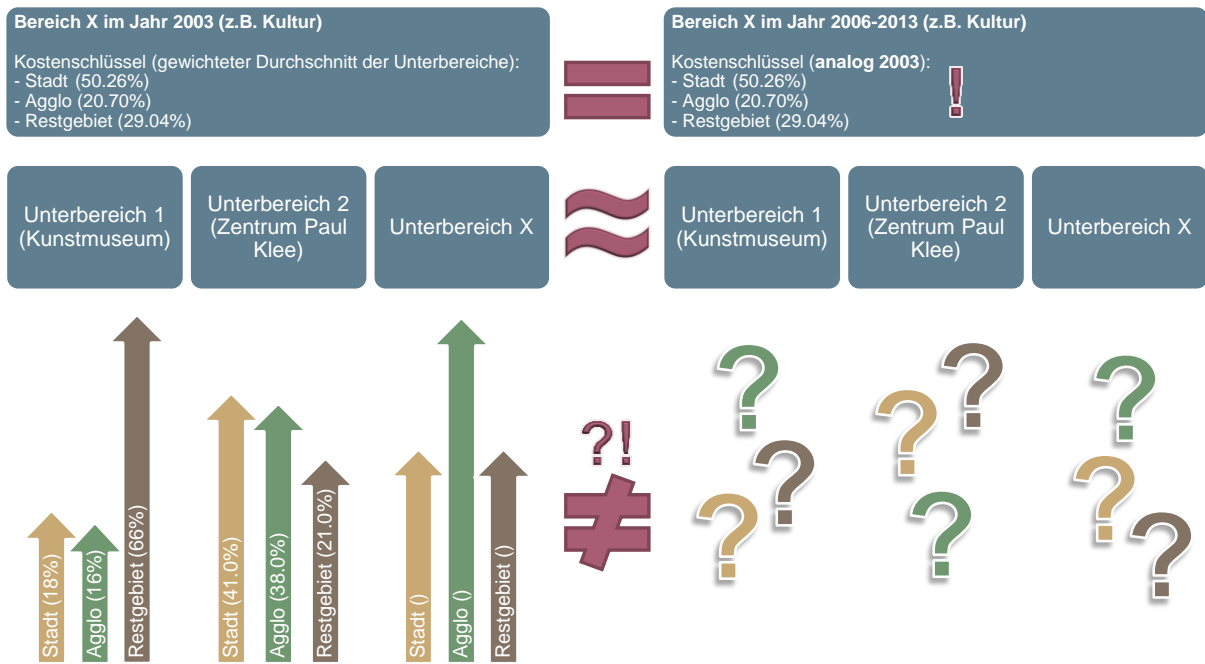 Bereich X im Jahr 2003 (z.B. Kultur)
Kostenschlüssel (gewichteter Durchschnitt der Unterbereiche):
- Stadt (50.26%)
- Agglo (20.70%)
- Restgebiet (29.04%)
=
Bereich X im Jahr 2006-2013 (z.B. Kultur)
Kostenschlüssel (analog 2003):
- Stadt (50.26%)
- Agglo (20.70%)
- Restgebiet (29.04%)
!
Unterbereich 1
(Kunstmuseum)
Unterbereich 2
(Zentrum Paul
Klee)
Unterbereich X
≈
Unterbereich 1
(Kunstmuseum)
Unterbereich 2
(Zentrum Paul
Klee)
Unterbereich X
Stadt (18%)
Agglo (16%)
Restgebiet (66%)
Stadt (41.0%)
Agglo (38.0%)
Restgebiet (21.0%)
Stadt ()
Agglo ()
Restgebiet ()
?!
≠
?
?
?
?
?
?
?
?
?